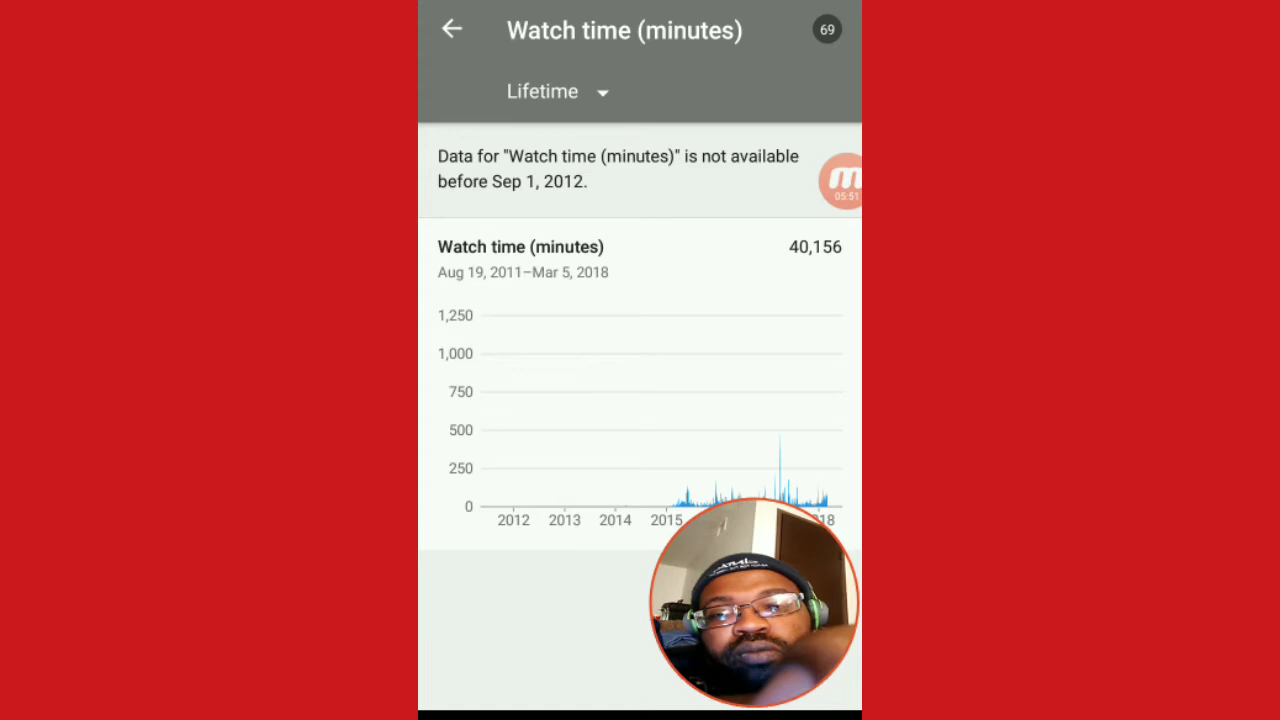 Watch time (minutes)
69
Lifetime
Data for "Watch time (minutes)" is not available
before Sep 1, 2012.
05:51
Watch time (minutes)
40,156
Aug 19, 2011–Mar 5, 2018
1,250
1,000
750
500
250
0
2012 2013 2014 2015 18